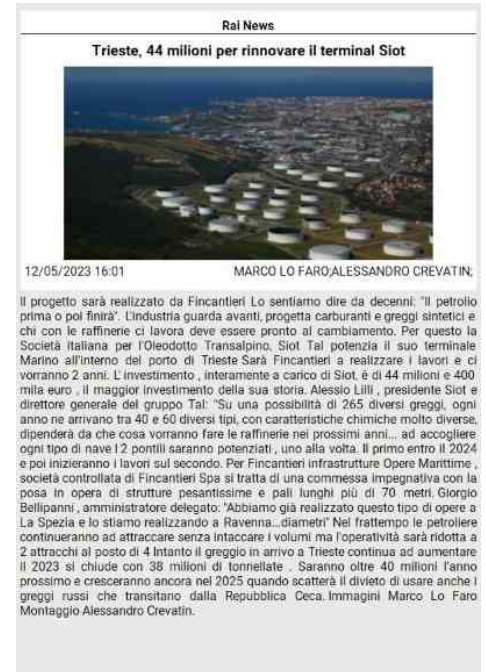 Rai News
Trieste, 44 milioni per rinnovare il terminal Siot
12/05/2023 16:01 MARCO LO FARO;ALESSANDRO CREVATIN;
Il progetto sarà realizzato da Fincantieri Lo sentiamo dire da decenni: "Il petrolio
prima o poi finirà". L'industria guarda avanti, progetta carburanti e greggi sintetici e
chi con le raffinerie ci lavora deve essere pronto al cambiamento. Per questo la
Società italiana per l'Oleodotto Transalpino. Siot Tal potenzia il suo terminale
Marino all'interno del porto di Trieste Sarà Fincantieri a realizzare i lavori e ci
vorranno 2 anni. L' investimento , interamente a carico di Siot, è di 44 milioni e 400
mila euro , il maggior investimento della sua storia. Alessio Lilli , presidente Siot e
direttore generale del gruppo Tal: "Su una possibilità di 265 diversi greggi, ogni
anno ne arrivano tra 40 e 60 diversi tipi, con caratteristiche chimiche molto diverse,
dipenderà da che cosa vorranno fare le raffinerie nei prossimi anni... ad accogliere
ogni tipo di nave I 2 pontili saranno potenziati , uno alla volta. Il primo entro il 2024
e poi inizieranno i lavori sul secondo. Per Fincantieri infrastrutture Opere Marittime ,
società controllata di Fincantieri Spa si tratta di una commessa impegnativa con la
posa in opera di strutture pesantissime e pali lunghi più di 70 metri. Giorgio
Bellipanni , amministratore delegato: "Abbiamo già realizzato questo tipo di opere a
La Spezia e lo stiamo realizzando a Ravenna...diametri" Nel frattempo le petroliere
continueranno ad attraccare senza intaccare i volumi ma l'operatività sarà ridotta a
2 attracchi al posto di 4 Intanto il greggio in arrivo a Trieste continua ad aumentare
il 2023 si chiude con 38 milioni di tonnellate . Saranno oltre 40 milioni l'anno
prossimo e cresceranno ancora nel 2025 quando scatterà il divieto di usare anche i
greggi russi che transitano dalla Repubblica Ceca. Immagini Marco Lo Faro
Montaggio Alessandro Crevatin.